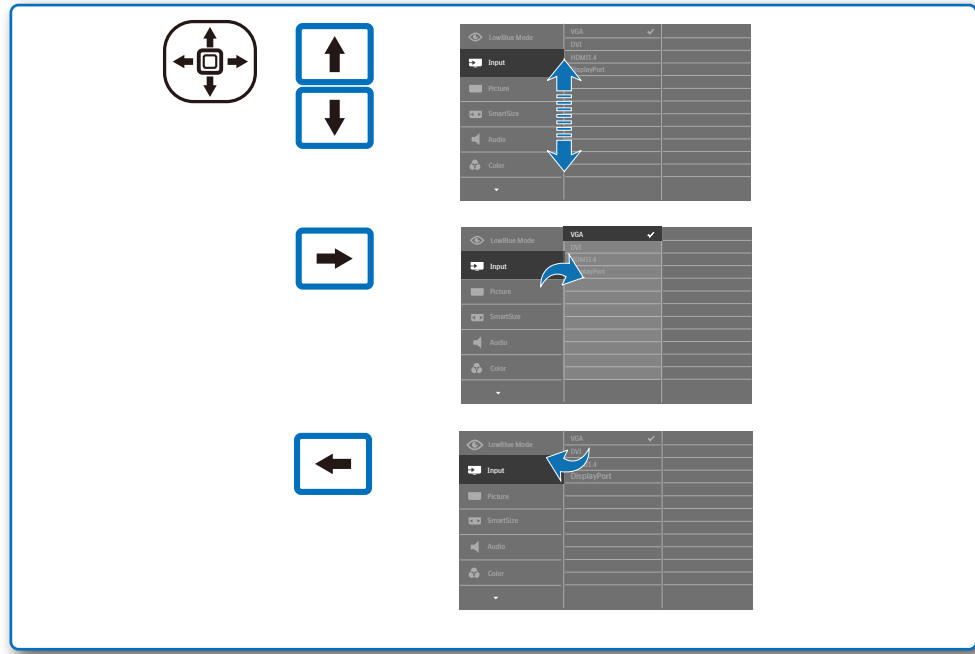 LowBlue Mode
Input
Picture
SmartSize
Audio
Color
VGA
DVI
HDMI1.4
DisplayPort
LowBlue Mode
Input
Picture
SmartSize
Audio
Color
VGA
DVI
LowBlue Mode
Input
Picture
SmartSize
Audio
Color
VGA
DVI
DisplayPort